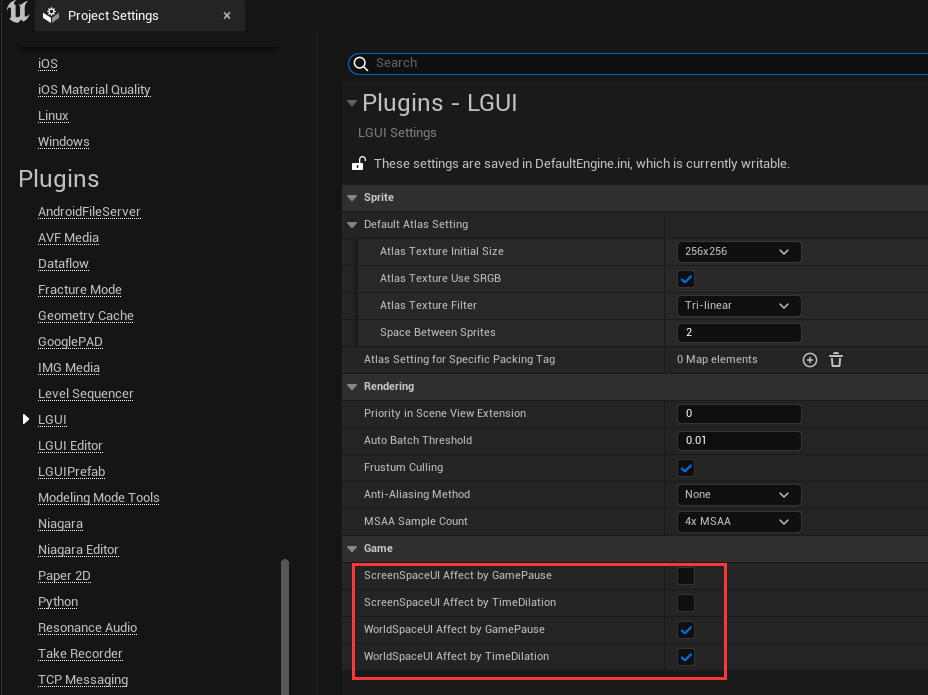 Project Settings
iOS
iOS Material Quality
Linux
Windows
Plugins
AndroidFileServer
AVF Media
Dataflow
Fracture Mode
Geometry Cache
GooglePAD
IMG Media
Level Sequencer
LGUI
LGUI Editor
LGUIPrefab
Modeling Mode Tools
Niagara
Niagara Editor
Paper 2D
Python
Resonance Audio
Take Recorder
TCP Messaging
Search
Plugins - LGUI
LGUI Settings
These settings are saved in DefaultEngine.ini, which is currently writable.
Sprite
Default Atlas Setting
Atlas Texture Initial Size 256x256
Atlas Texture Use SRGB
Atlas Texture Filter Tri-linear
Space Between Sprites 2
Atlas Setting for Specific Packing Tag 0 Map elements
Rendering
Priority in Scene View Extension 0
Auto Batch Threshold 0.01
Frustum Culling
Anti-Aliasing Method None
MSAA Sample Count 4x MSAA
Game
ScreenSpaceUI Affect by GamePause
ScreenSpaceUI Affect by TimeDilation
WorldSpaceUI Affect by GamePause
WorldSpaceUI Affect by TimeDilation